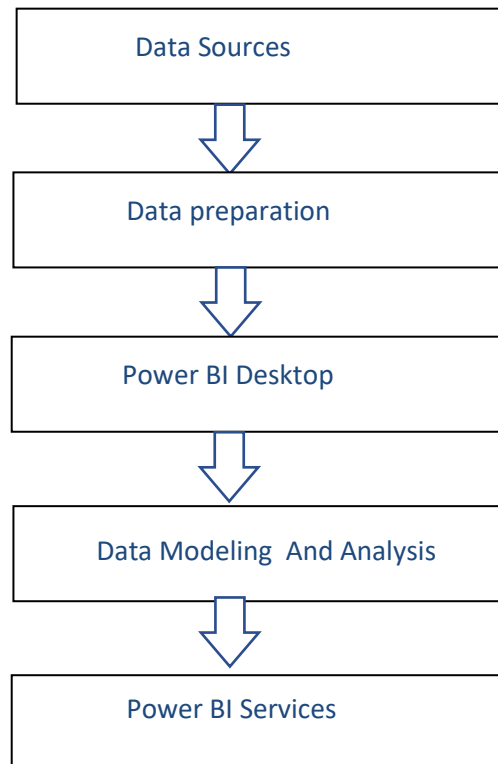 Data Sources
Data preparation
Power BI Desktop
Data Modeling  And Analysis
Power BI Services